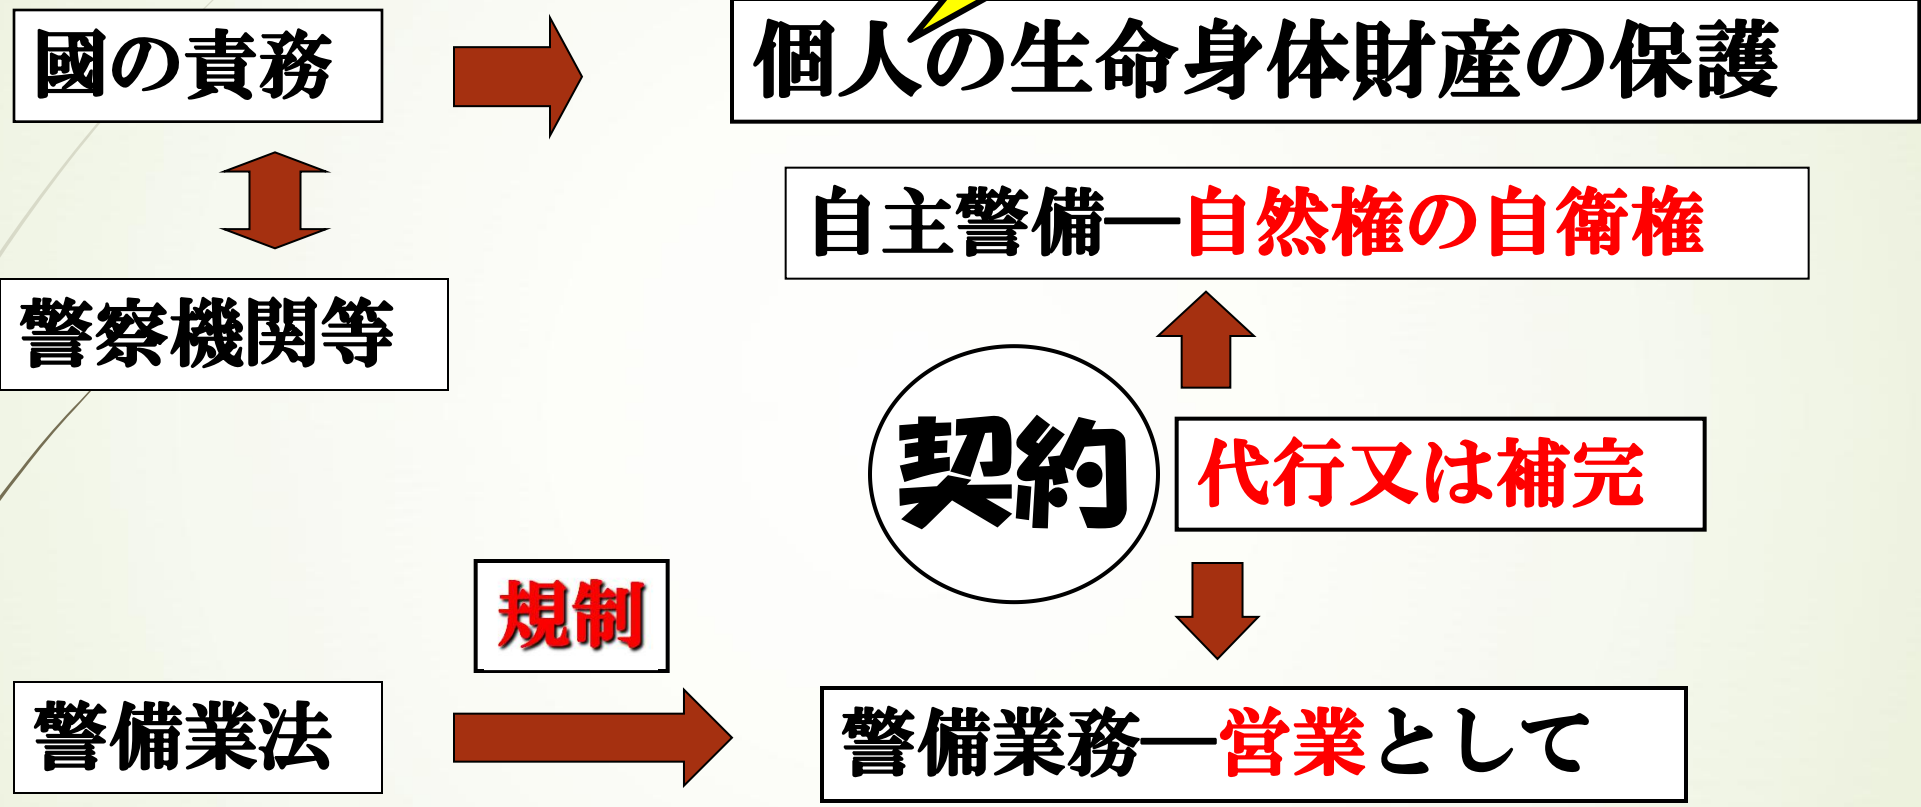 國の責務
個人の生命身体財産の保護
自主警備―自然権の自衛権
警察機関等
契約
代行又は補完
規制
警備業法
警備業務―営業として